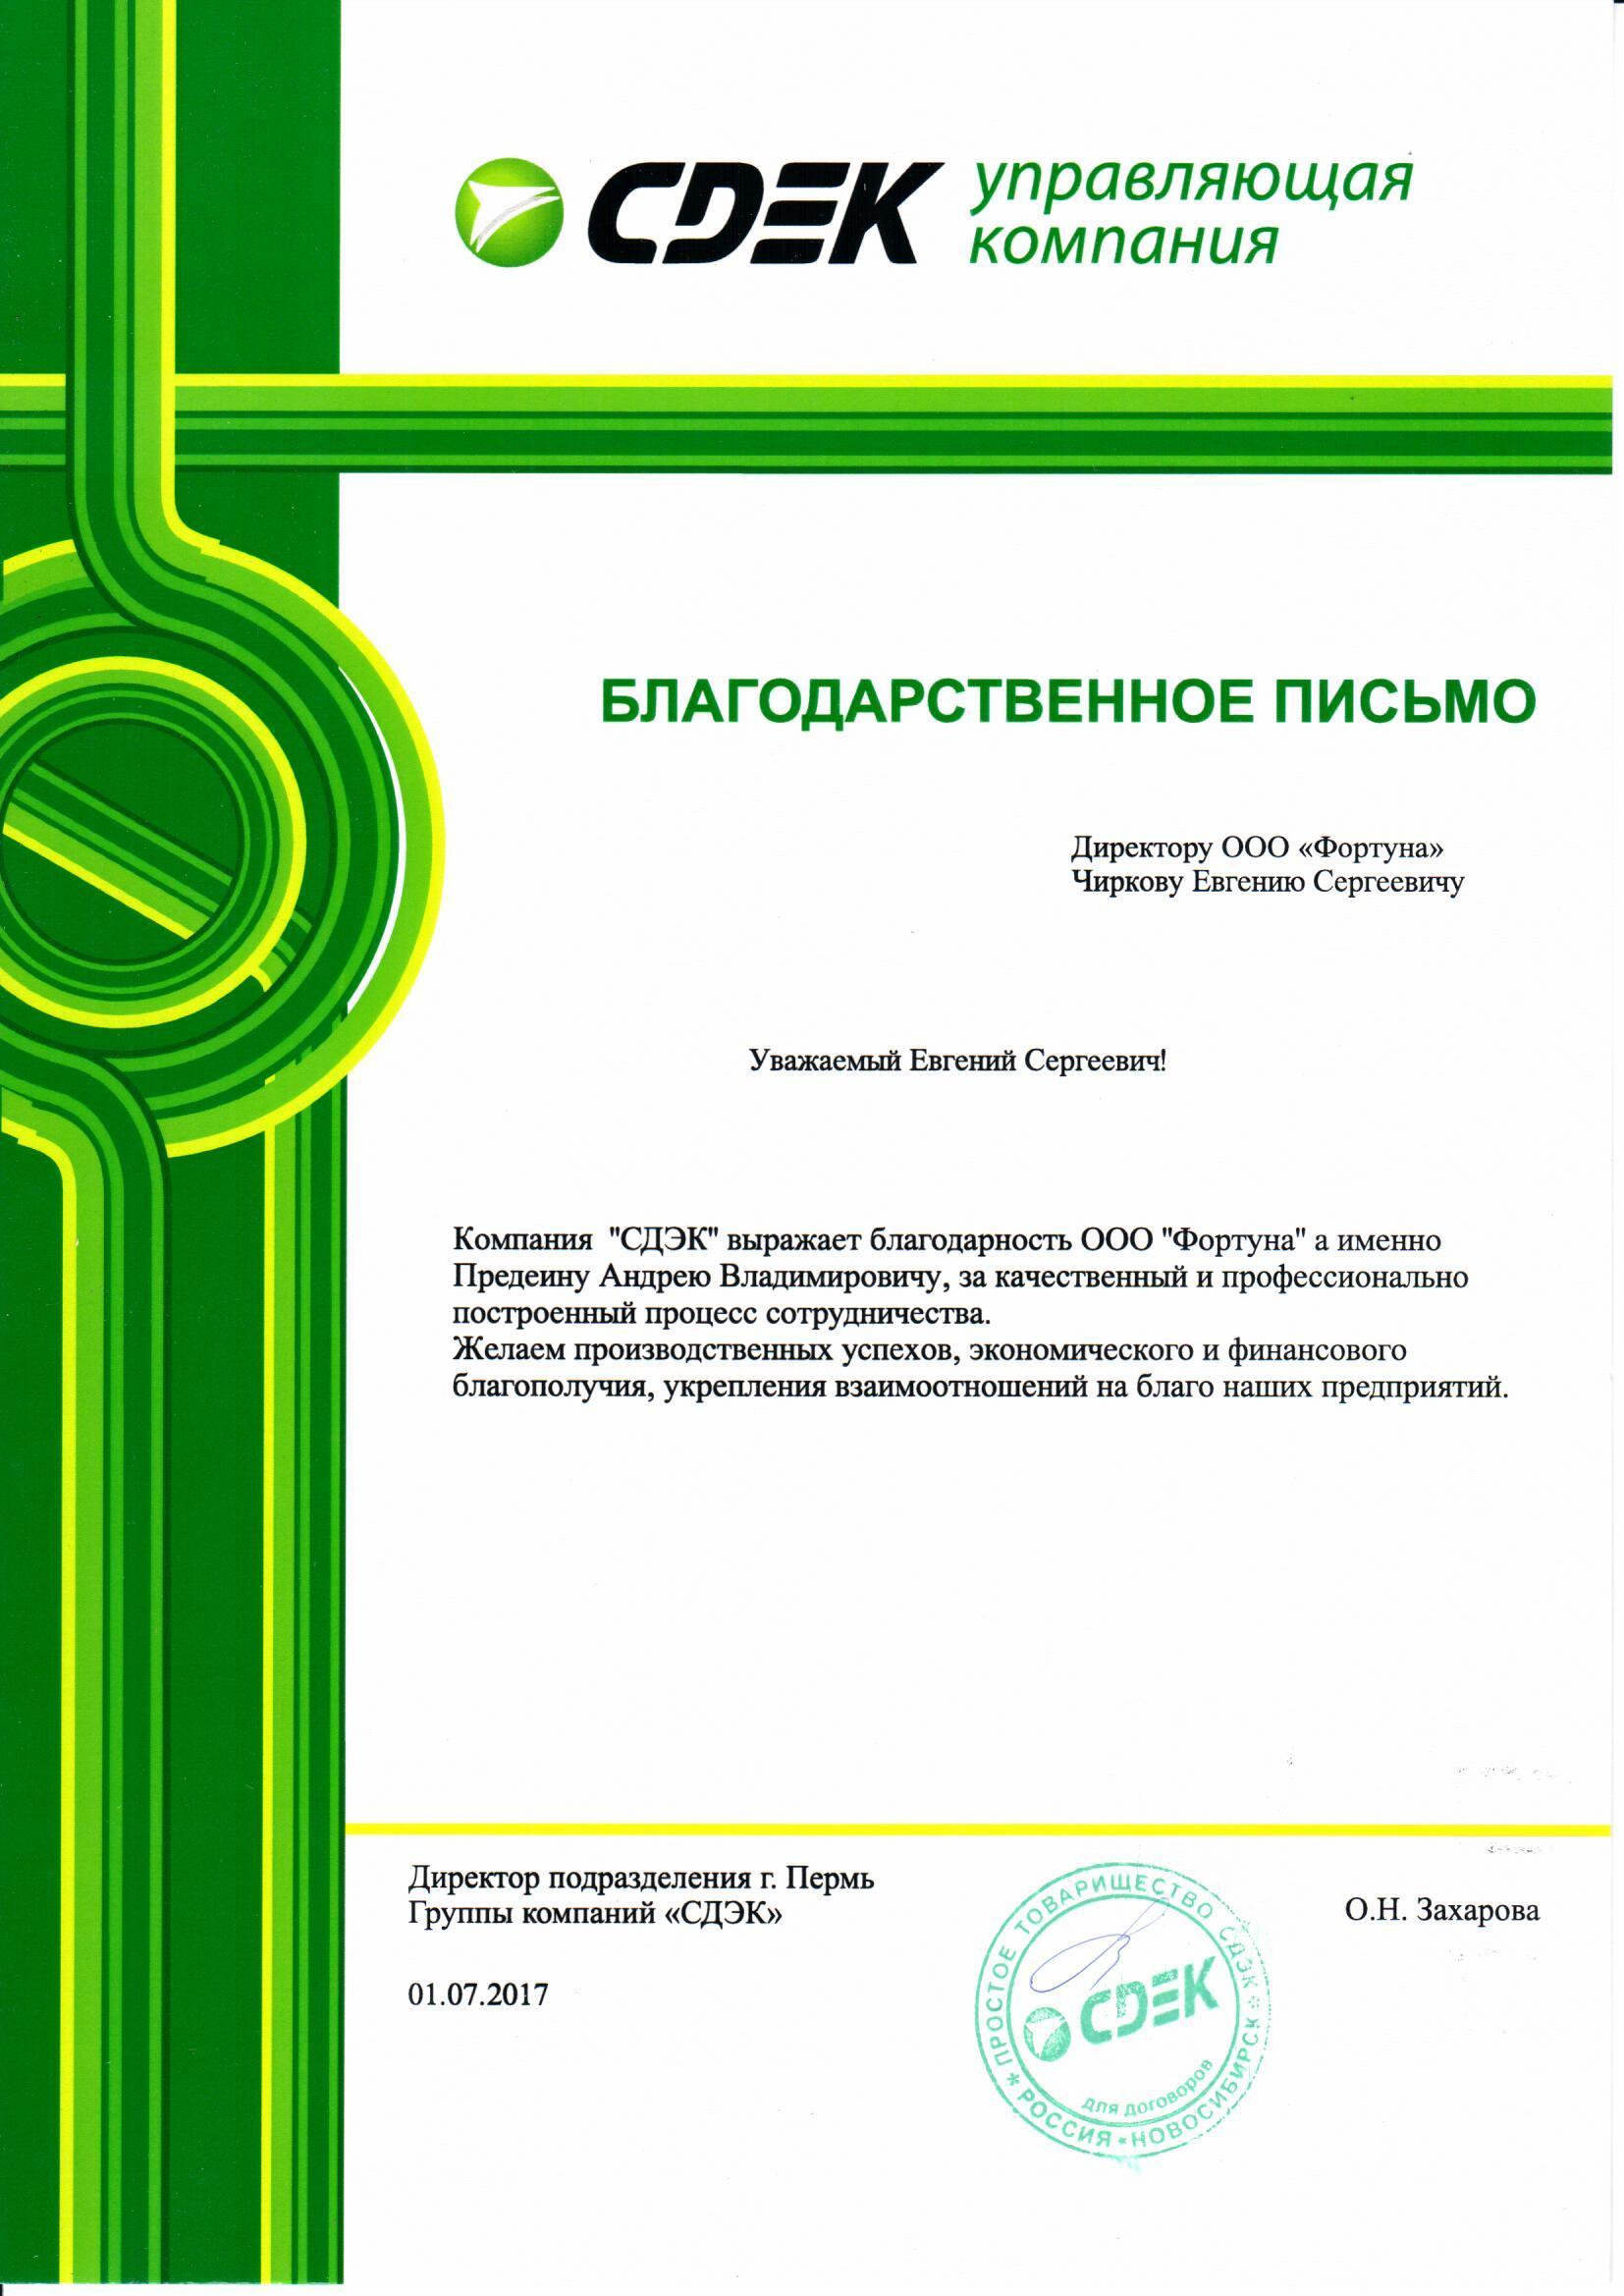 CDEK управляющая
компания
БЛАГОДАРСТВЕННОЕ ПИСЬМО
Директору ООО «Фортуна»
Чиркову Евгению Сергеевичу
Уважаемый Евгений Сергеевич!
Компания "СДЭК" выражает благодарность ООО "Фортуна" а именно
Предеину Андрею Владимировичу, за качественный и профессионально
построенный процесс сотрудничества.
Желаем производственных успехов, экономического и финансового
благополучия, укрепления взаимоотношений на благо наших предприятий.
Директор подразделения г. Пермь
Группы компаний «СДЭК»
О.Н. Захарова
01.07.2017
ПРОСТОЕ ТОВАРИЩЕСТВО СДЭК
CDEK
для договоров
* РОССИЯ * НОВОСИБИРСК *